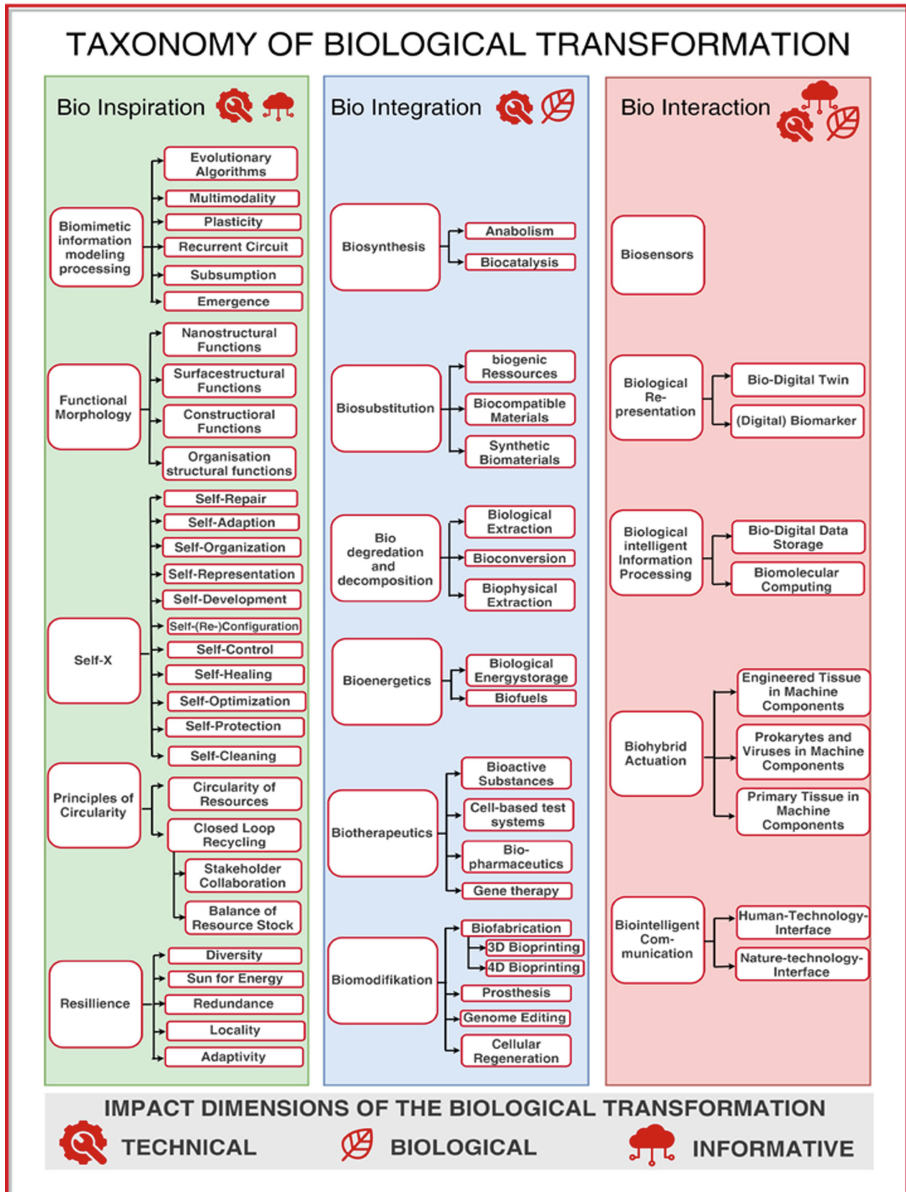 TAXONOMY OF BIOLOGICAL TRANSFORMATION
Bio Inspiration
Biomimetic
information
modeling
processing
Evolutionary
Algorithms
Multimodality
Plasticity
Recurrent Circuit
Subsumption
Emergence
Functional
Morphology
Nanostructural
Functions
Surfacestructural
Functions
Constructioral
Functions
Organisation
structural functions
Self-X
Self-Repair
Self-Adaption
Self-Organization
Self-Representation
Self-Development
Self-(Re-)Configuration
Self-Control
Self-Healing
Self-Optimization
Self-Protection
Self-Cleaning
Principles of
Circularity
Circularity of
Resources
Closed Loop
Recycling
Stakeholder
Collaboration
Balance of
Resource Stock
Resillience
Diversity
Sun for Energy
Redundance
Locality
Adaptivity
Bio Integration
Biosynthesis
Anabolism
Biocatalysis
Biosubstitution
biogenic
Ressources
Biocompatible
Materials
Synthetic
Biomaterials
Bio
degredation and
decomposition
Biological
Extraction
Bioconversion
Biophysical
Extraction
Bioenergetics
Biological
Energystorage
Biofuels
Biotherapeutics
Bioactive
Substances
Cell-based test
systems
Bio-
pharmaceutics
Gene therapy
Biomodifikation
Biofabrication
3D Bioprinting
4D Bioprinting
Prosthesis
Genome Editing
Cellular
Regeneration
Bio Interaction
Biosensors
Biological
Re-
presentation
Bio-Digital Twin
(Digital) Biomarker
Biological
intelligent
Information
Processing
Bio-Digital Data
Storage
Biomolecular
Computing
Biohybrid
Actuation
Engineered Tissue
in Machine
Components
Prokarytes and
Viruses in Machine
Components
Primary Tissue in
Machine
Components
Biointelligent
Com-
munication
Human-Technology-
Interface
Nature-technology-
Interface
IMPACT DIMENSIONS OF THE BIOLOGICAL TRANSFORMATION
TECHNICAL
BIOLOGICAL
INFORMATIVE